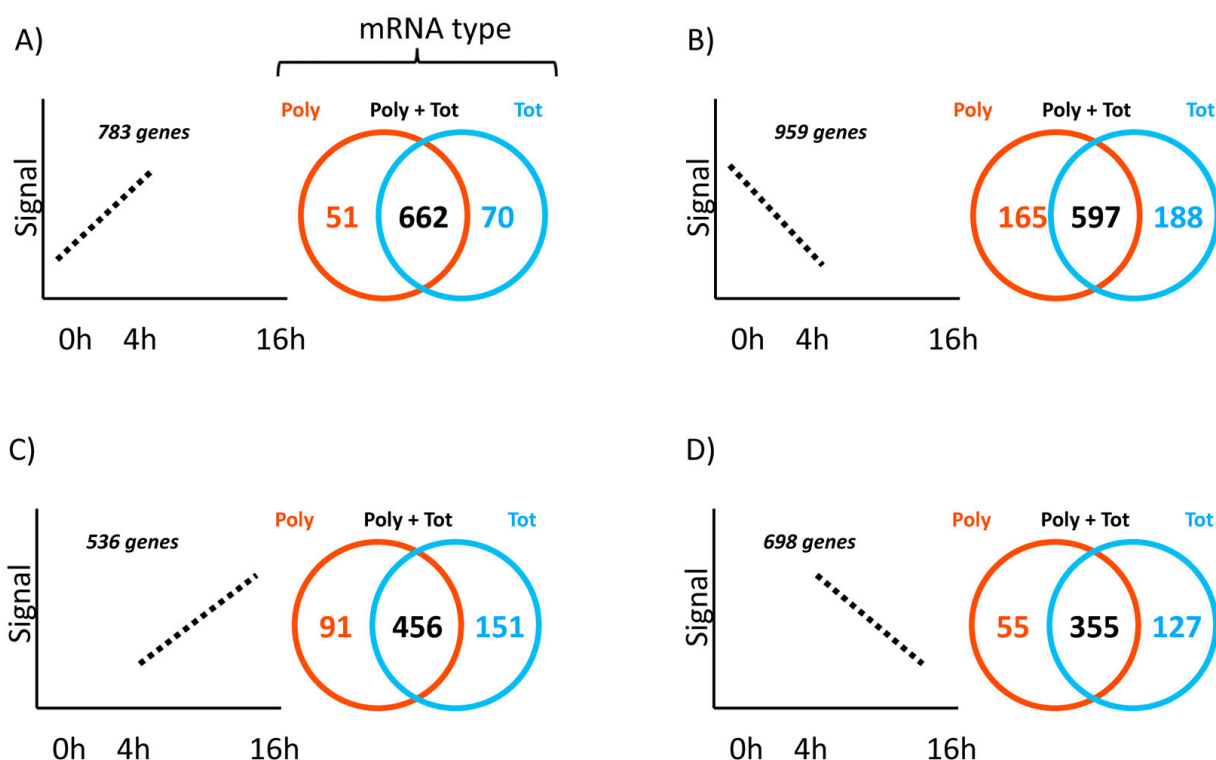 A)
mRNA type
Poly
Poly + Tot
Tot
783 genes
Signal
51
662
70
0h
4h
16h
B)
Poly
Poly + Tot
Tot
959 genes
Signal
165
597
188
0h
4h
16h
C)
Poly
Poly + Tot
Tot
536 genes
Signal
91
456
151
0h
4h
16h
D)
Poly
Poly + Tot
Tot
698 genes
Signal
55
355
127
0h
4h
16h